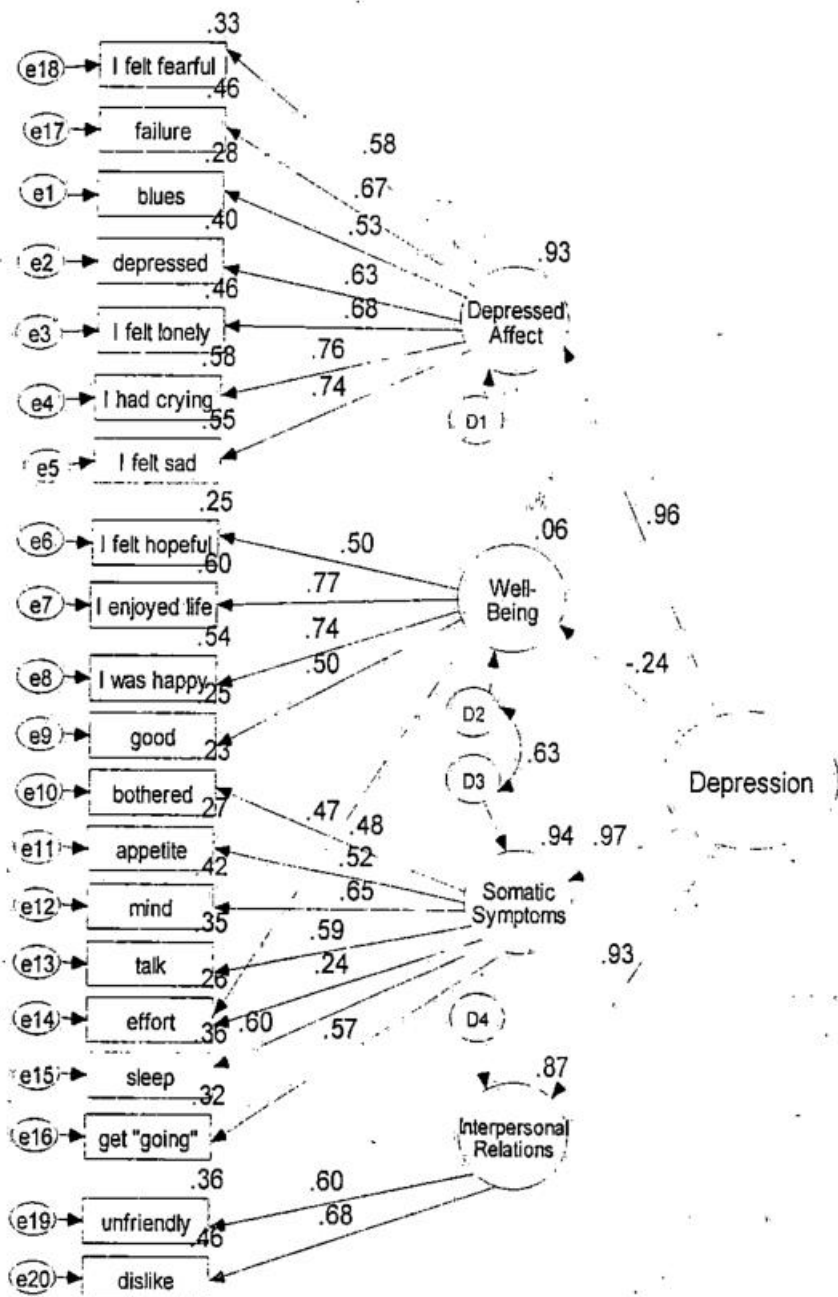 .33
e18
I felt fearful
.46
.58
e17
failure
.28
.67
e1
blues
.40
.53
.93
e2
depressed
.46
.63
Depressed
Affect
e3
I felt lonely
.58
.68
.76
e4
I had crying
.55
.74
D1
e5
I felt sad
.25
.06
.96
e6
I felt hopeful
.60
.50
Well-
Being
e7
I enjoyed life
.54
.77
e8
I was happy
.25
.74
.50
-.24
D2
e9
good
.23
.63
D3
Depression
e10
bothered
.27
.47
.48
.94
.97
e11
appetite
.42
.52
Somatic
Symptoms
e12
mind
.35
.65
e13
talk
.26
.59
.24
.93
e14
effort
.36
.60
.57
D4
e15
sleep
.32
.87
e16
get "going"
Interpersonal
Relations
.36
.60
e19
unfriendly
.46
.68
e20
dislike